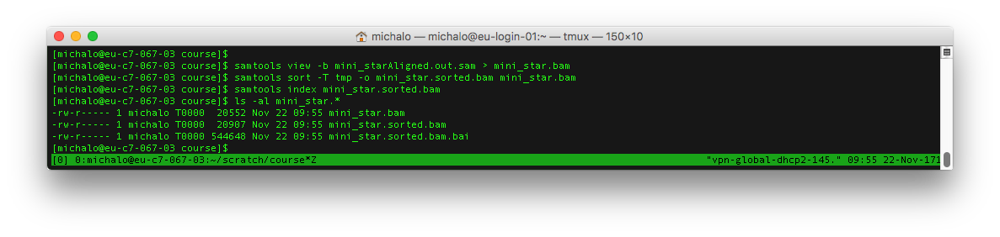 michalo — michalo@eu-login-01:~ — tmux — 150×10
[michalo@eu-c7-067-03 course]$
[michalo@eu-c7-067-03 course]$ samtools view -b mini_starAligned.out.sam > mini_star.bam
[michalo@eu-c7-067-03 course]$ samtools sort -T tmp -o mini_star.sorted.bam mini_star.bam
[michalo@eu-c7-067-03 course]$ samtools index mini_star.sorted.bam
[michalo@eu-c7-067-03 course]$ ls -al mini_star.*
-rw-r----- 1 michalo T0000  20552 Nov 22 09:55 mini_star.bam
-rw-r----- 1 michalo T0000  20907 Nov 22 09:55 mini_star.sorted.bam
-rw-r----- 1 michalo T0000 544648 Nov 22 09:55 mini_star.sorted.bam.bai
[michalo@eu-c7-067-03 course]$
[0] 0:michalo@eu-c7-067-03:~/scratch/course*Z "vpn-global-dhcp2-145." 09:55 22-Nov-171